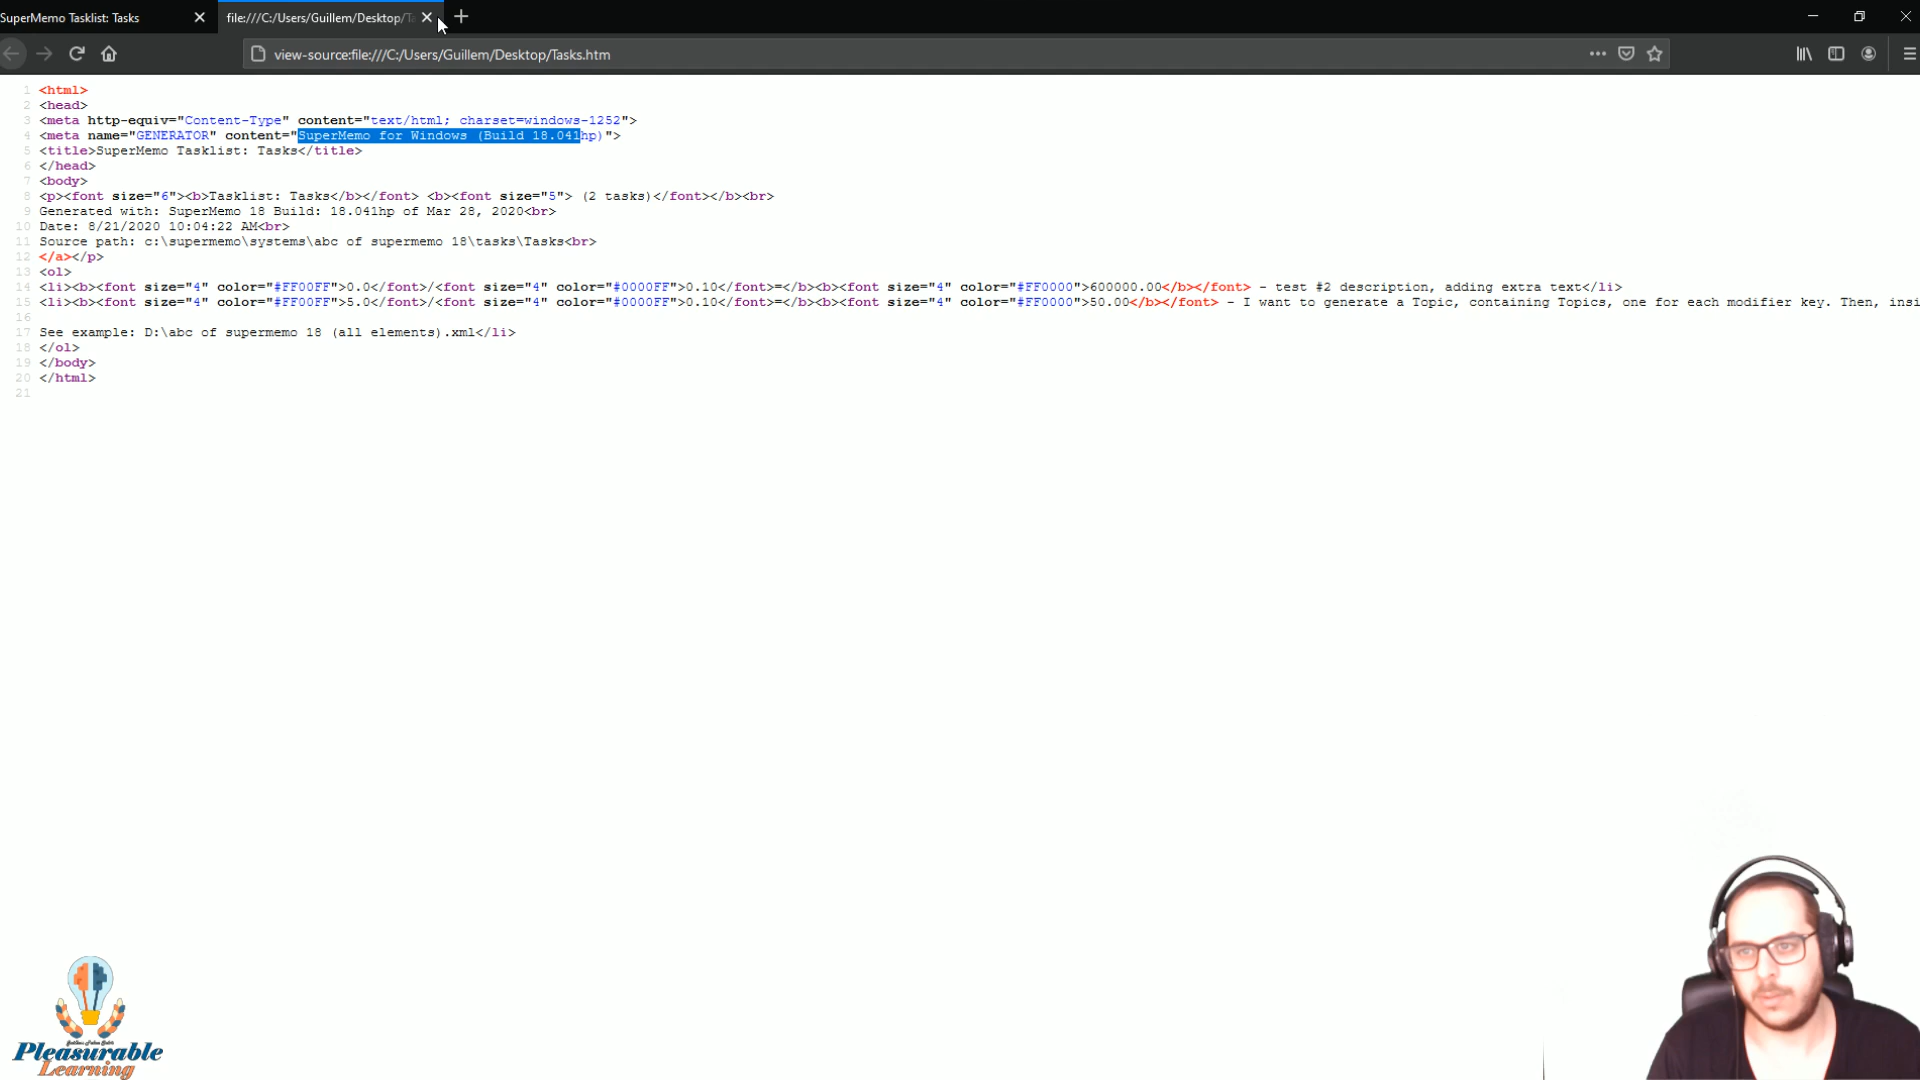 SuperMemo Tasklist: Tasks
file:///C:/Users/Guillem/Desktop/T
view-source:file:///C:/Users/Guillem/Desktop/Tasks.htm
1 <html>
2 <head>
3 <meta http-equiv="Content-Type" content="text/html; charset=windows-1252">
4 <meta name="GENERATOR" content="SuperMemo for Windows (Build 18.041hp)">
5 <title>SuperMemo Tasklist: Tasks</title>
6 </head>
7 <body>
8 <p><font size="6"><b>Tasklist: Tasks</b></font> <b><font size="5"> (2 tasks)</font></b><br>
9 Generated with: SuperMemo 18 Build: 18.041hp of Mar 28, 2020<br>
10 Date: 8/21/2020 10:04:22 AM<br>
11 Source path: c:\supermemo\systems\abc of supermemo 18\tasks\Tasks<br>
12 </a></p>
13 <ol>
14 <li><b><font size="4" color="#FF00FF">0.0</font>/<font size="4" color="#0000FF">0.10</font>=</b><b><font size="4" color="#FF0000">600000.00</b></font> - test #2 description, adding extra text</li>
15 <li><b><font size="4" color="#FF00FF">5.0</font>/<font size="4" color="#0000FF">0.10</font>=</b><b><font size="4" color="#FF0000">50.00</b></font> - I want to generate a Topic, containing Topics, one for each modifier key. Then, insi
16
17 See example: D:\abc of supermemo 18 (all elements).xml</li>
18 </ol>
19 </body>
20 </html>
21
Pleasurable
Learning